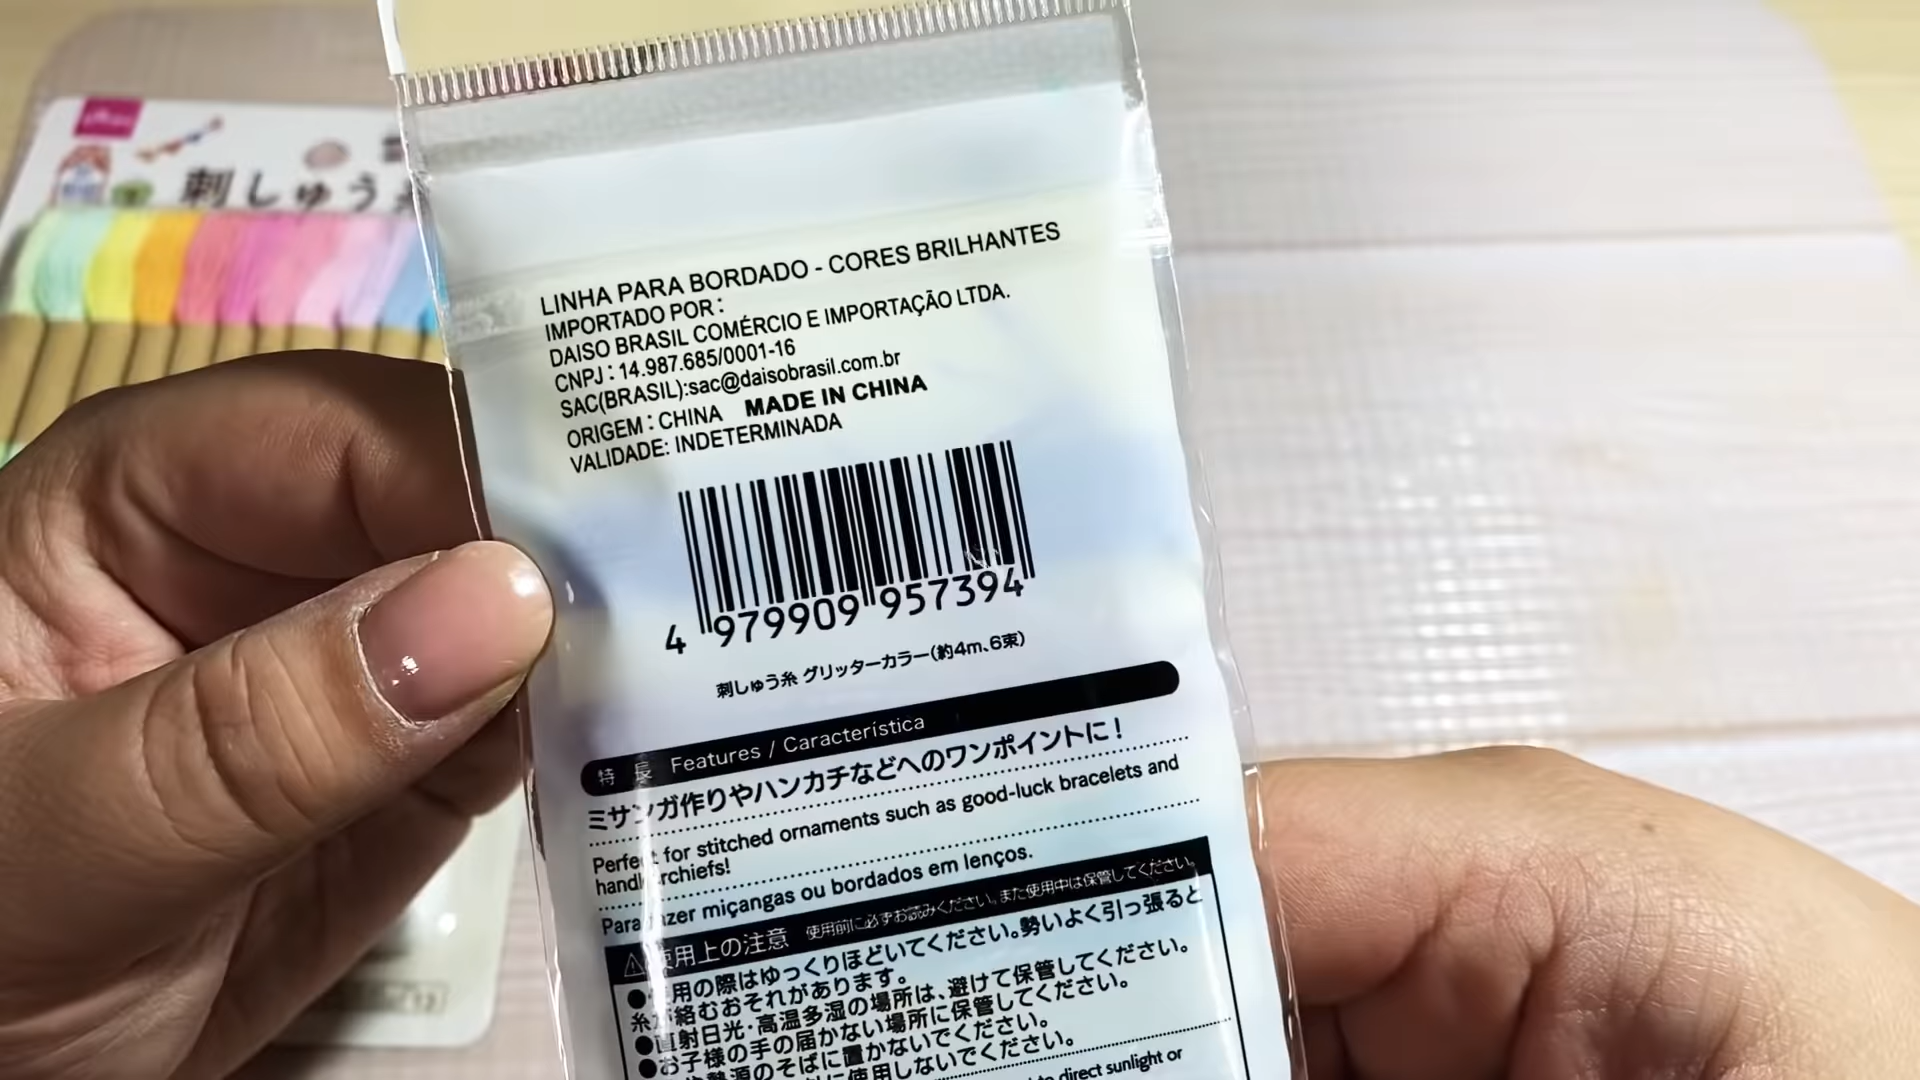 刺しゅう
LINHA PARA BORDADO - CORES BRILHANTES
IMPORTADO POR :
DAISO BRASIL COMÉRCIO E IMPORTAÇÃO LTDA.
CNPJ : 14.987.685/0001-16
SAC(BRASIL):sac@daisobrasil.com.br
ORIGEM : CHINA MADE IN CHINA
VALIDADE: INDETERMINADA
4 979909 957394
刺しゅう糸 グリッターカラー(約4m、6束)
特 長 Features / Característica
ミサンガ作りやハンカチなどへのワンポイントに!
Perfect for stitched ornaments such as good-luck bracelets and
handkerchiefs!
Para fazer miçangas ou bordados em lenços.
使用上の注意 使用前に必ずお読みください。また使用中は保管してください。
●使用の際はゆっくりほどいてください。勢いよく引っ張ると
糸が絡むおそれがあります。
●直射日光・高温多湿の場所は、避けて保管してください。
●お子様の手の届かない場所に保管してください。
熱源のそばに置かないでください。
に使用しないでください。
to direct sunlight or